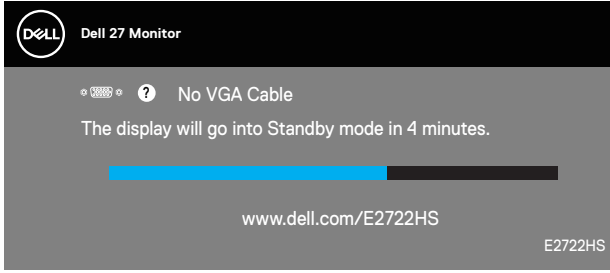 DELL
Dell 27 Monitor
? No VGA Cable
The display will go into Standby mode in 4 minutes.
www.dell.com/E2722HS
E2722HS